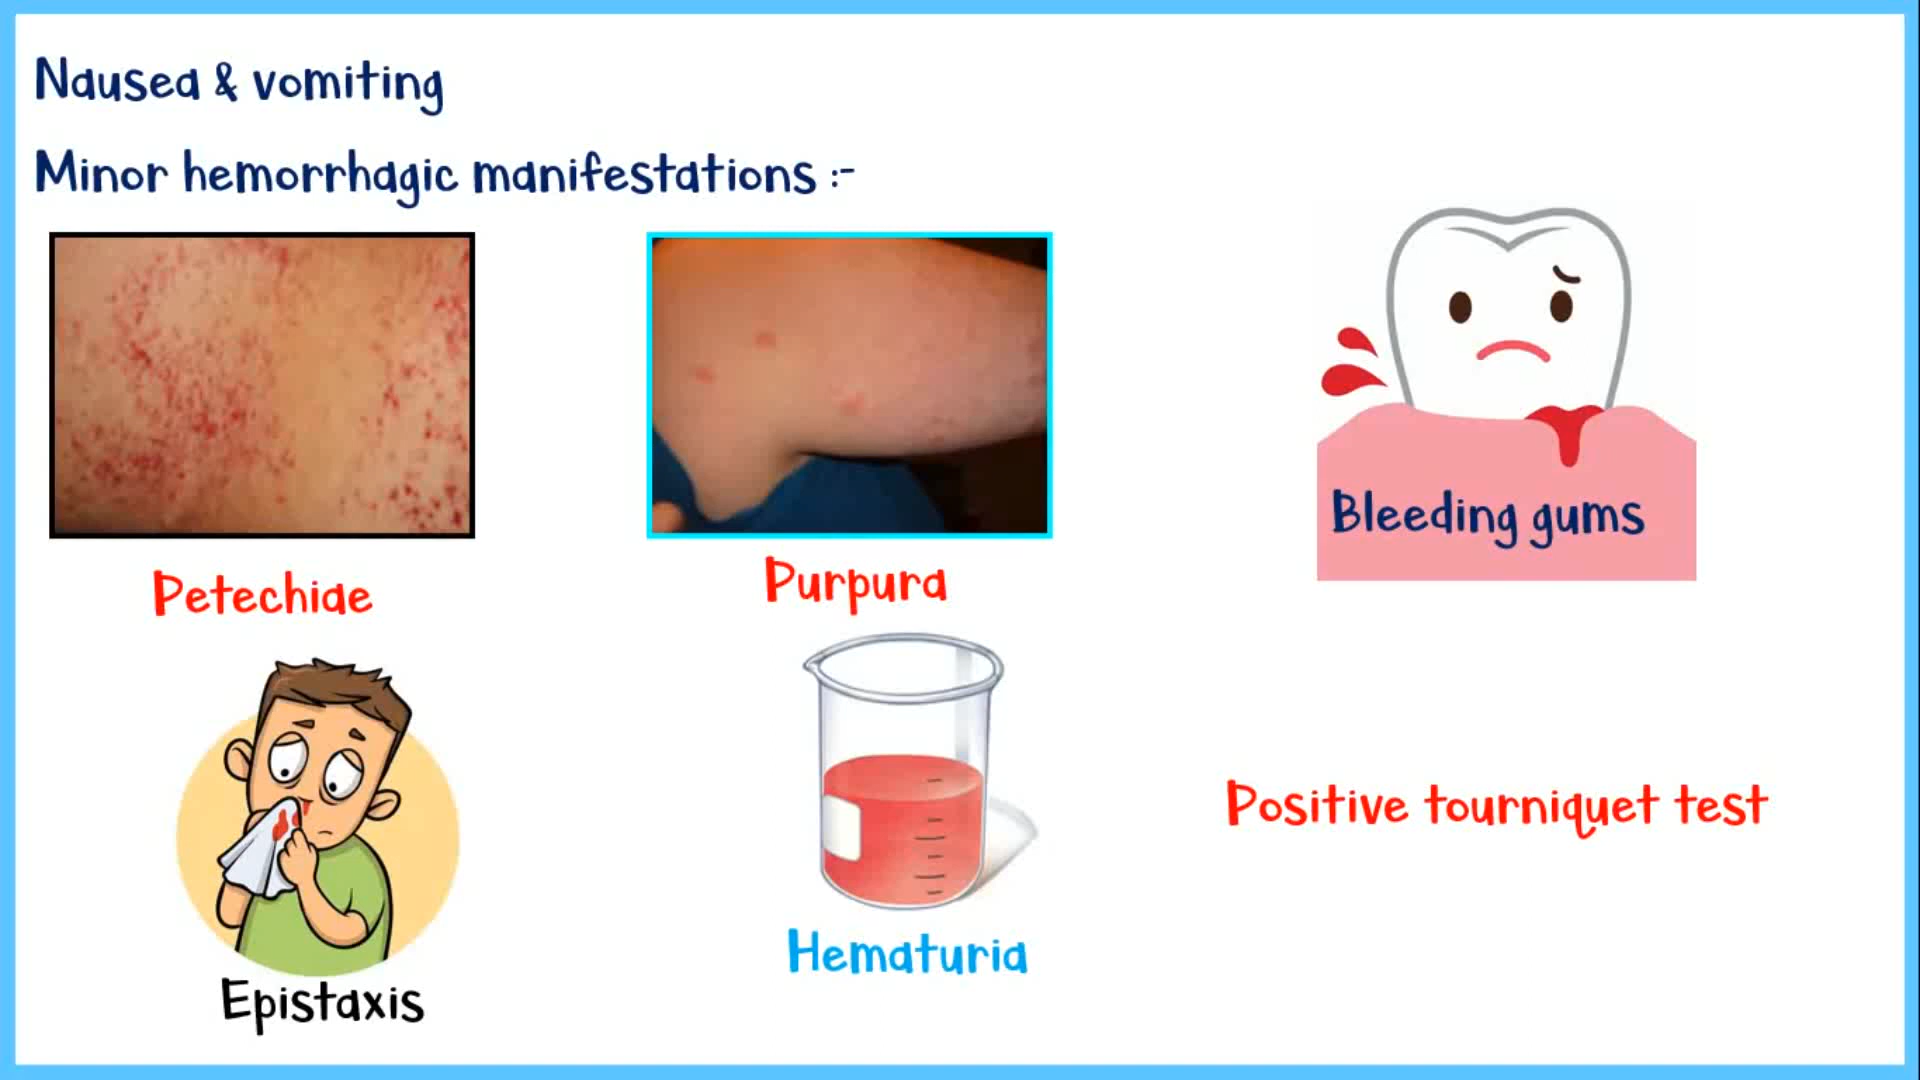 Nausea & vomiting
Minor hemorrhagic manifestations :-
Petechiae
Purpura
Bleeding gums
Epistaxis
Hematuria
Positive tourniquet test